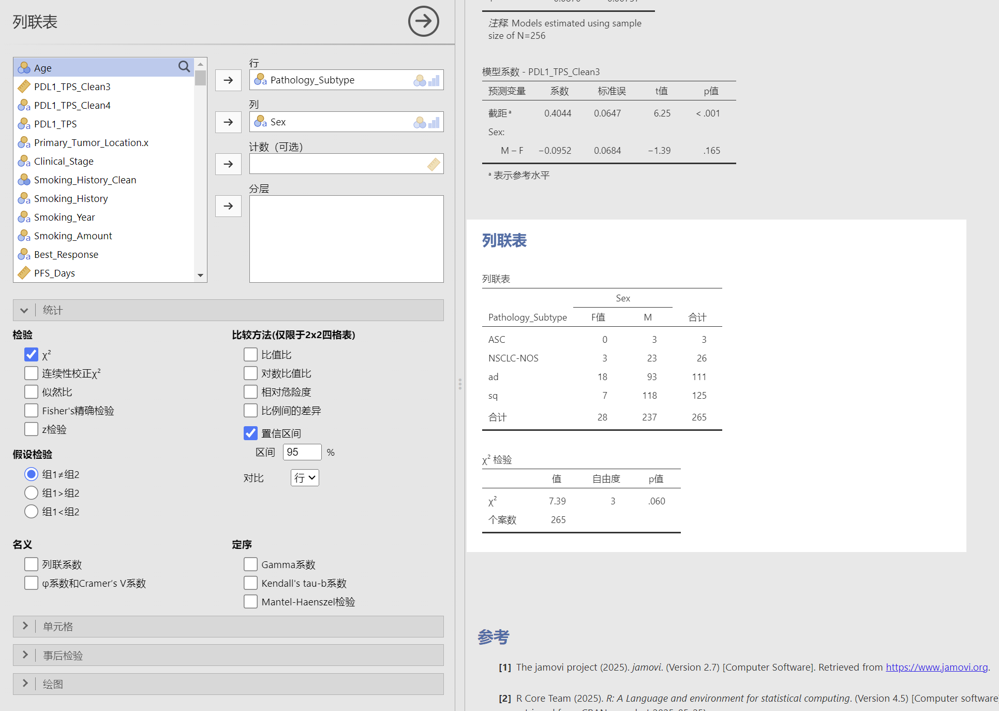 列联表
Age
PDL1_TPS_Clean3
PDL1_TPS_Clean4
PDL1_TPS
Primary_Tumor_Location.x
Clinical_Stage
Smoking_History_Clean
Smoking_History
Smoking_Year
Smoking_Amount
Best_Response
PFS_Days
行
Pathology_Subtype
列
Sex
计数（可选）
分层
统计
检验
χ²
连续性校正χ²
似然比
Fisher's精确检验
z检验
假设检验
组1≠组2
组1>组2
组1<组2
比较方法(仅限于2x2四格表)
比值比
对数比值比
相对危险度
比例间的差异
置信区间
区间 95 %
对比 行
名义
列联系数
φ系数和Cramer's V系数
定序
Gamma系数
Kendall's tau-b系数
Mantel-Haenszel检验
单元格
事后检验
绘图
注释. Models estimated using sample
size of N=256
模型系数 - PDL1_TPS_Clean3
预测变量 系数 标准误 t值 p值
截距ᵃ 0.4044 0.0647 6.25 < .001
Sex:
M – F −0.0952 0.0684 −1.39 .165
ᵃ 表示参考水平
列联表
列联表
Sex
Pathology_Subtype F值 M 合计
ASC 0 3 3
NSCLC-NOS 3 23 26
ad 18 93 111
sq 7 118 125
合计 28 237 265
χ² 检验
值 自由度 p值
χ² 7.39 3 .060
个案数 265
参考
[1] The jamovi project (2025). jamovi. (Version 2.7) [Computer Software]. Retrieved from https://www.jamovi.org.
[2] R Core Team (2025). R: A Language and environment for statistical computing. (Version 4.5) [Computer software]